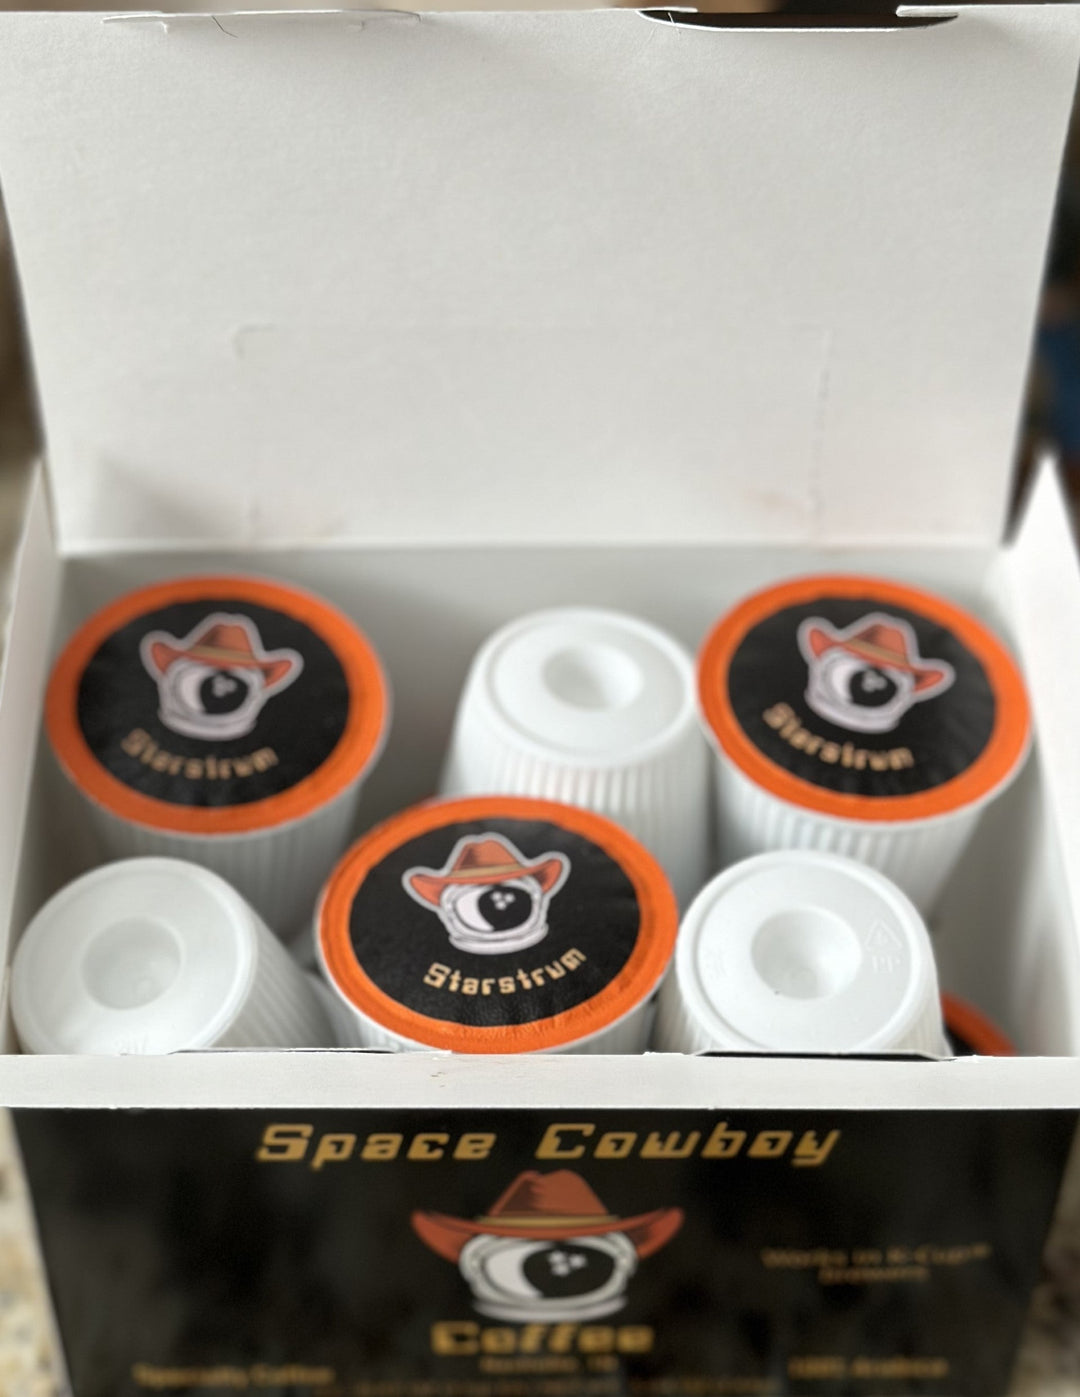 Starstrum
Starstrum
Starstrum
PP
Space Cowboy
Works in K-Cup®
Brewers
Coffee
Specialty Coffee
100% Arabica